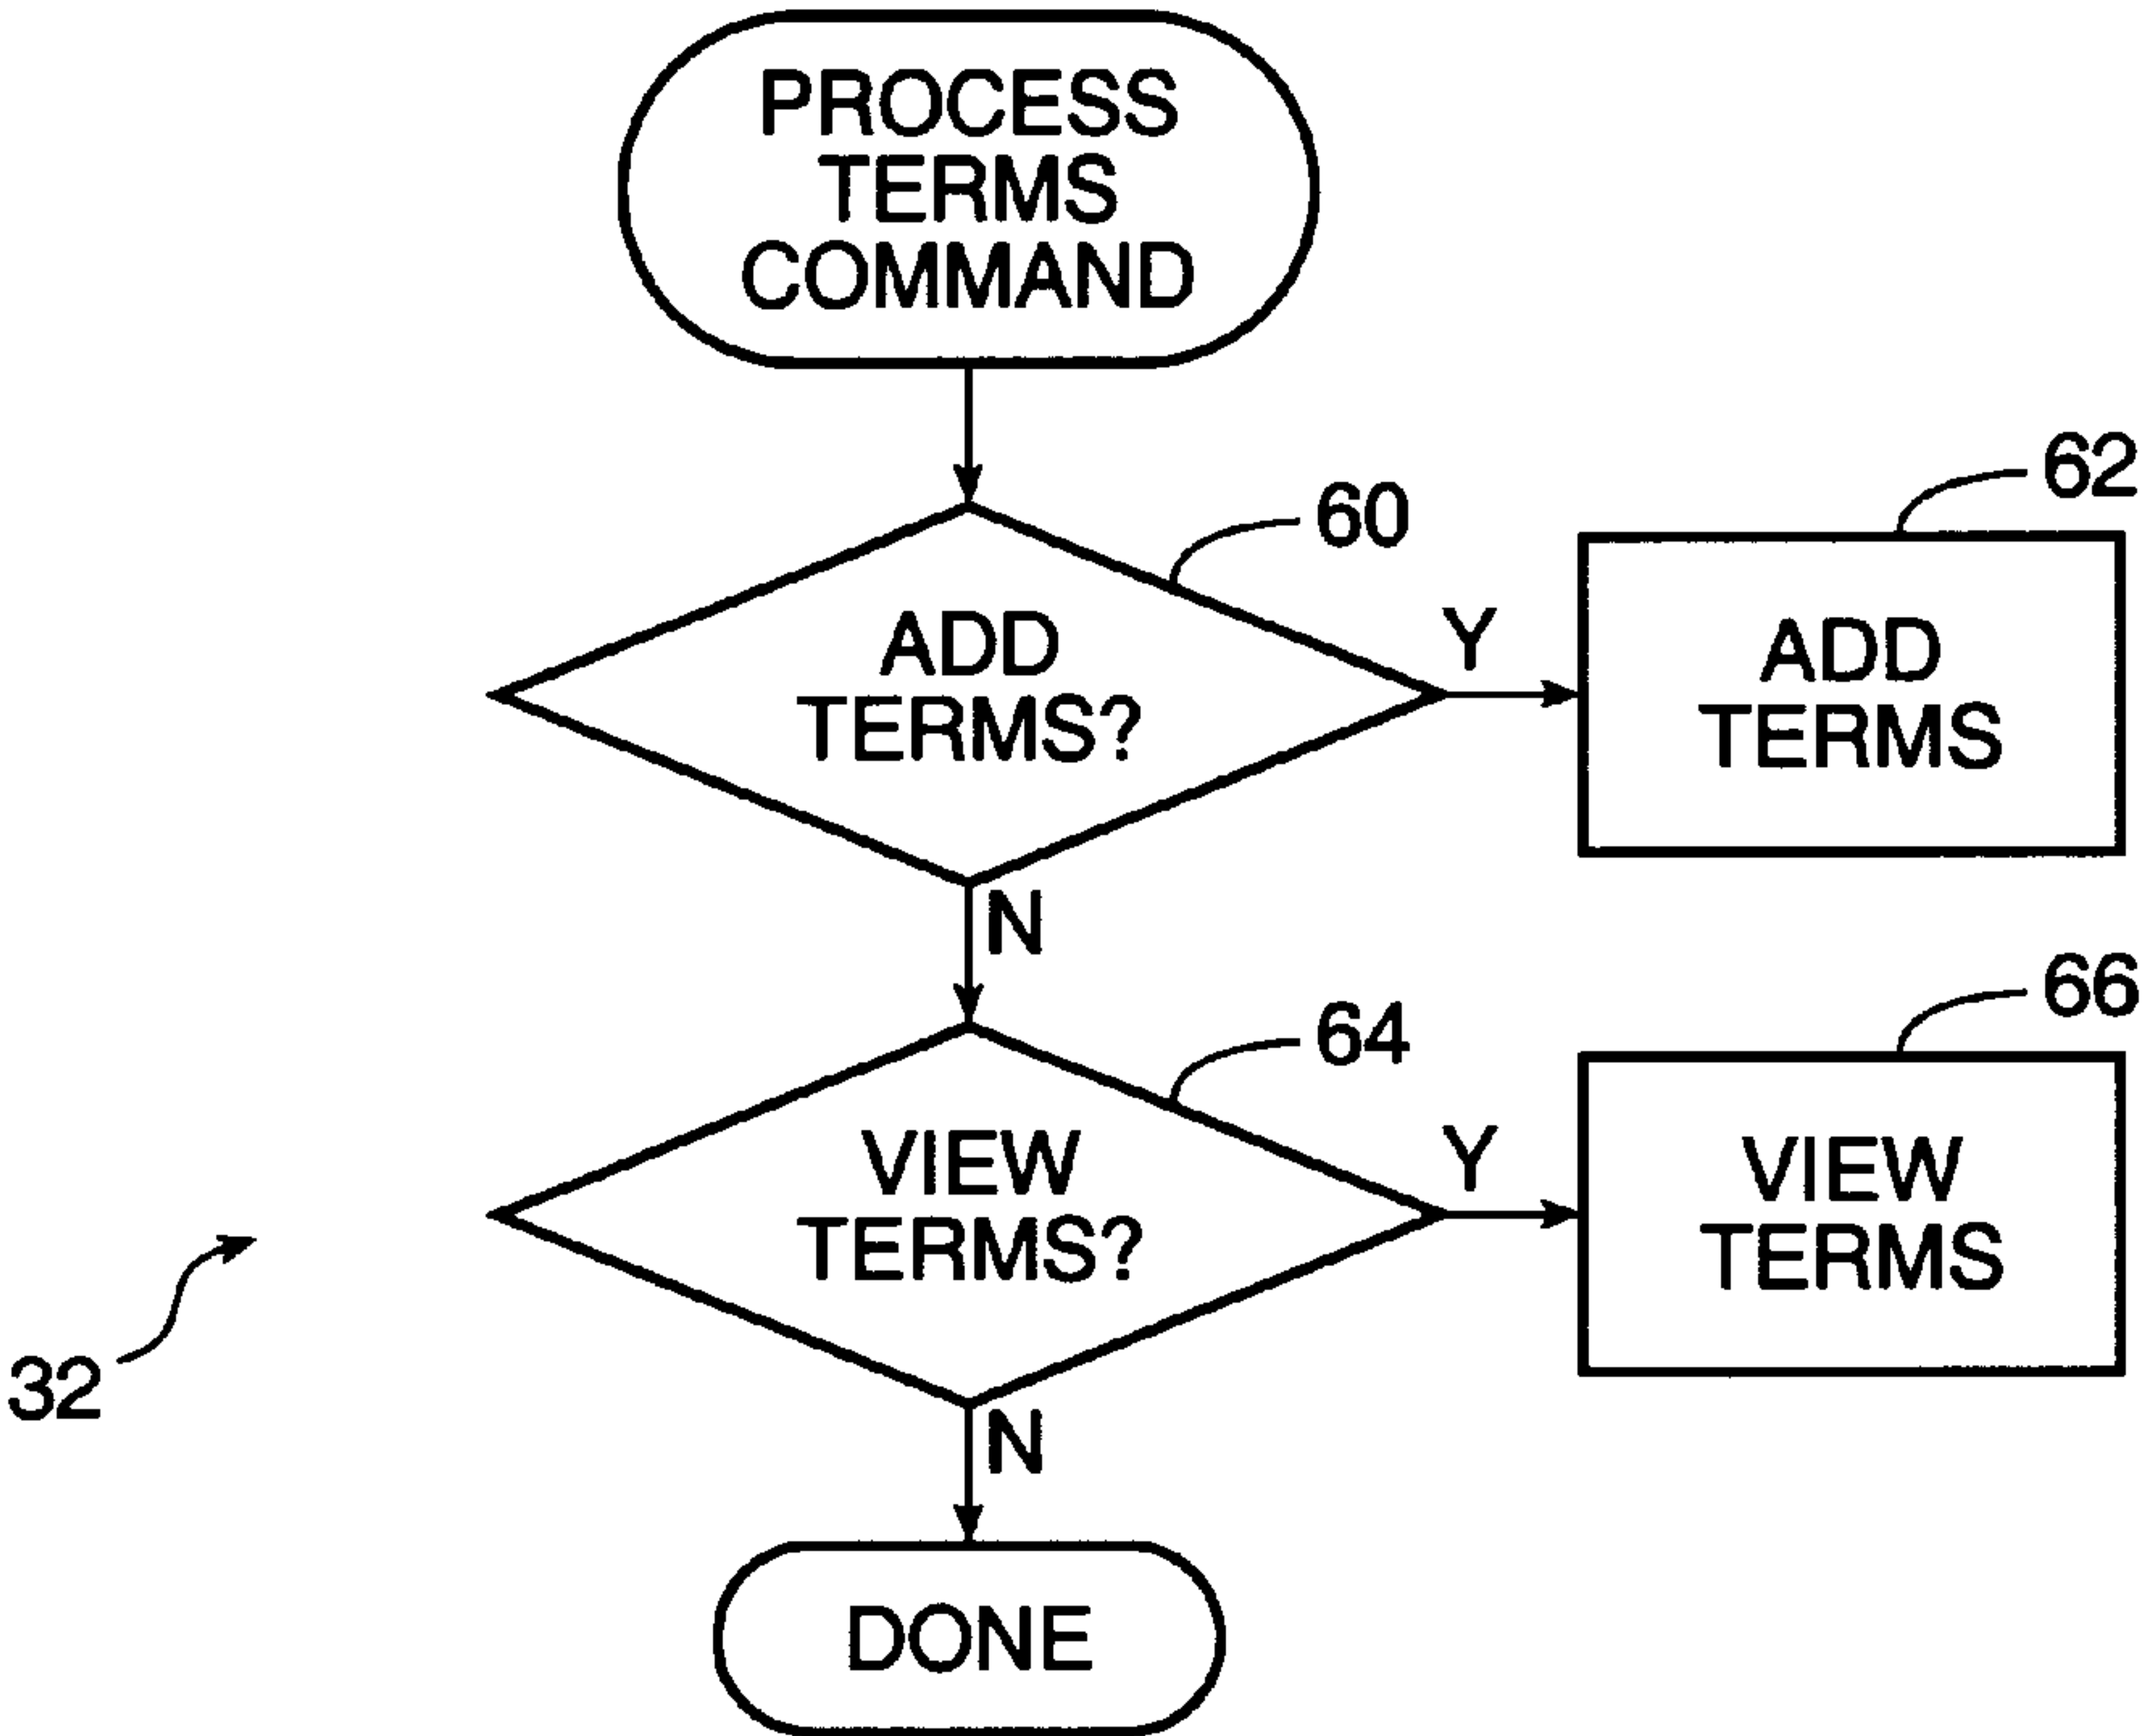 PROCESS
TERMS
COMMAND
62
60
ADD
TERMS?
Y
ADD
TERMS
N
66
64
VIEW
TERMS?
Y
VIEW
TERMS
32
N
DONE